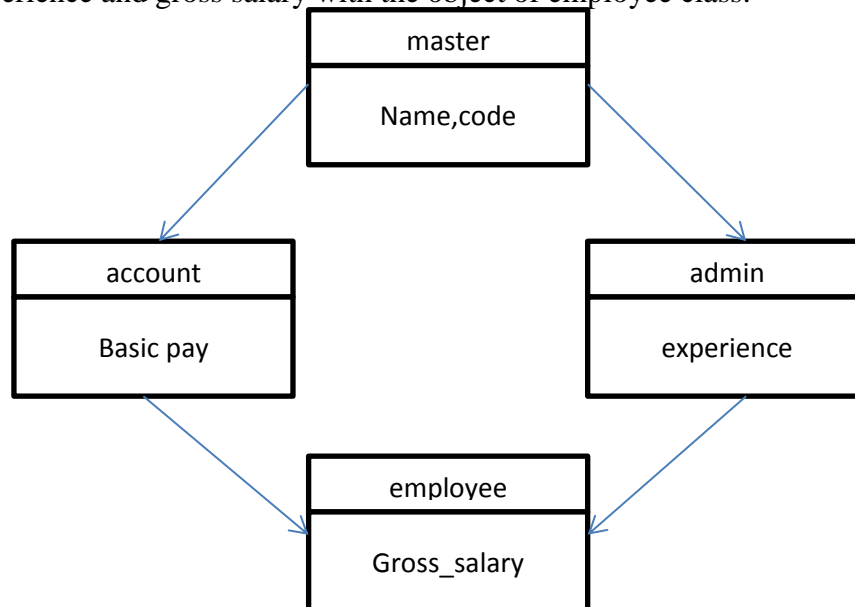 erience and gross salary with the object of employee class.
master
Name,code
account
admin
Basic pay
experience
employee
Gross_salary